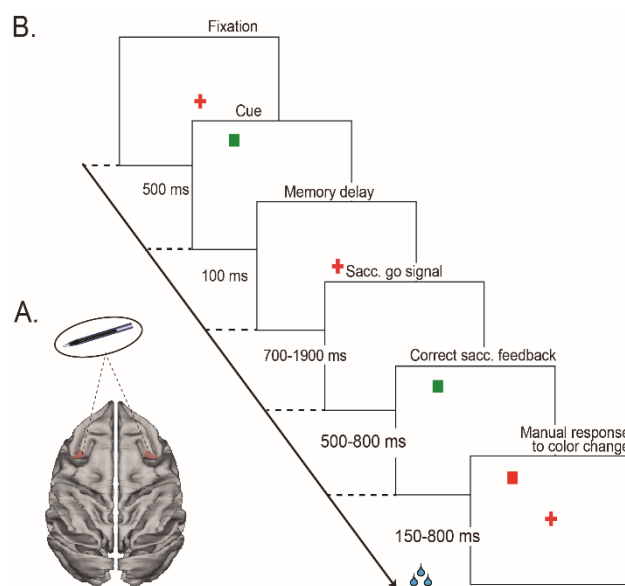 B.
Fixation
Cue
500 ms
Memory delay
100 ms
Sacc. go signal
A.
700-1900 ms
Correct sacc. feedback
500-800 ms
Manual response
to color change
150-800 ms